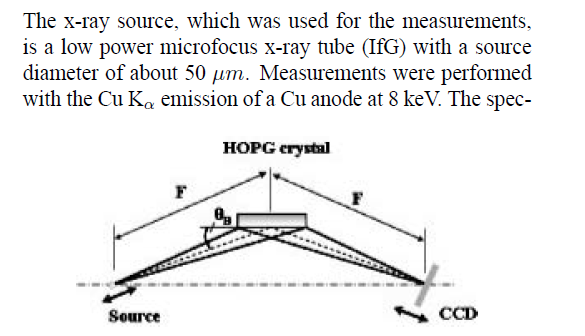 The x-ray source, which was used for the measurements,
is a low power microfocus x-ray tube (IfG) with a source
diameter of about 50 μm. Measurements were performed
with the Cu Kα emission of a Cu anode at 8 keV. The spec-
HOPG crystal
F
F
θB
Source
CCD